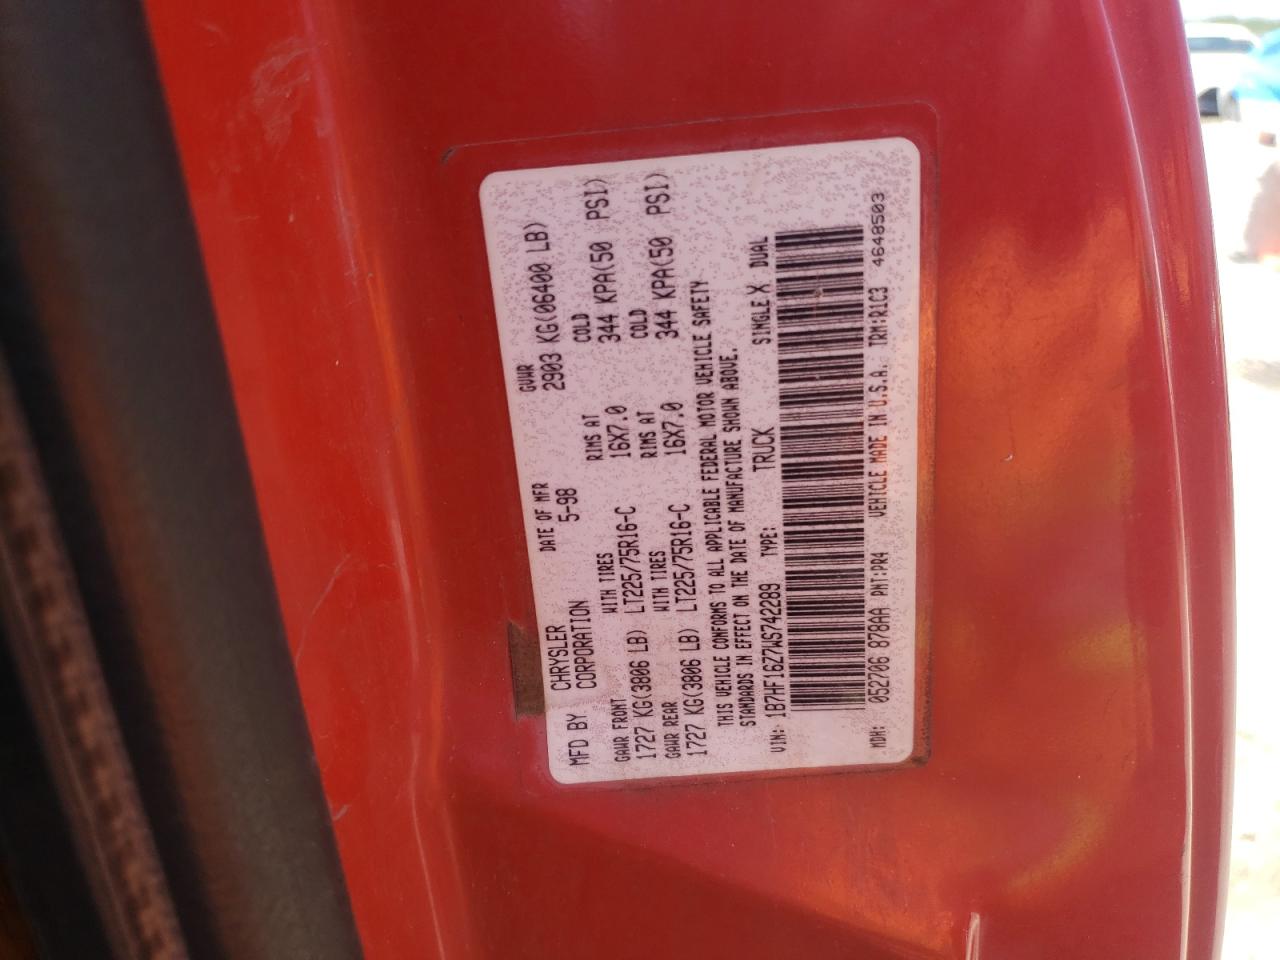 MFD BY CHRYSLER CORPORATION DATE OF MFR 5-98 GVWR 2903 KG(06400 LB)
GAWR FRONT WITH TIRES RIMS AT COLD
1727 KG(3806 LB) LT225/75R16-C 16X7.0 344 KPA(50 PSI)
GAWR REAR WITH TIRES RIMS AT COLD
1727 KG(3806 LB) LT225/75R16-C 16X7.0 344 KPA(50 PSI)
THIS VEHICLE CONFORMS TO ALL APPLICABLE FEDERAL MOTOR VEHICLE SAFETY
STANDARDS IN EFFECT ON THE DATE OF MANUFACTURE SHOWN ABOVE.
VIN: 1B7HF16Z7WS742289 TYPE: TRUCK SINGLE X DUAL
MDH: 052706 878AA PNT:PR4 VEHICLE MADE IN U.S.A. TRM:R1C3 4648503